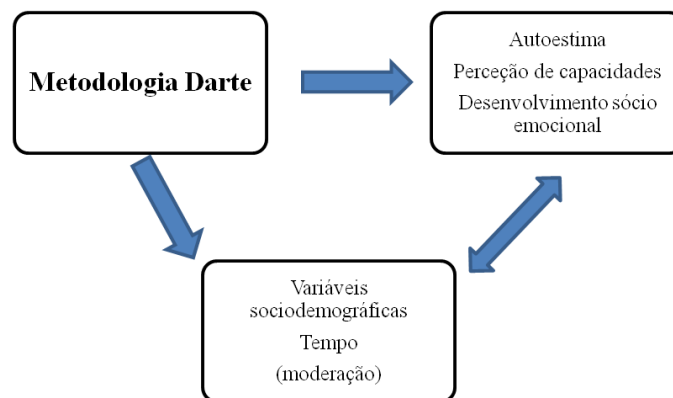 Metodologia Darte
Autoestima
Perceção de capacidades
Desenvolvimento sócio
emocional
Variáveis
sociodemográficas
Tempo
(moderação)